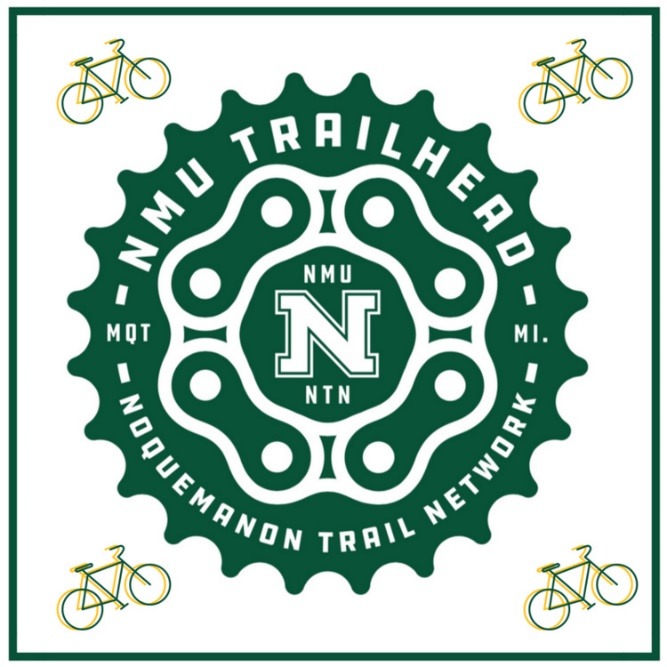 NMU TRAILHEAD
NMU
N
MQT
MI.
NTN
NOQUEMANON TRAIL NETWORK